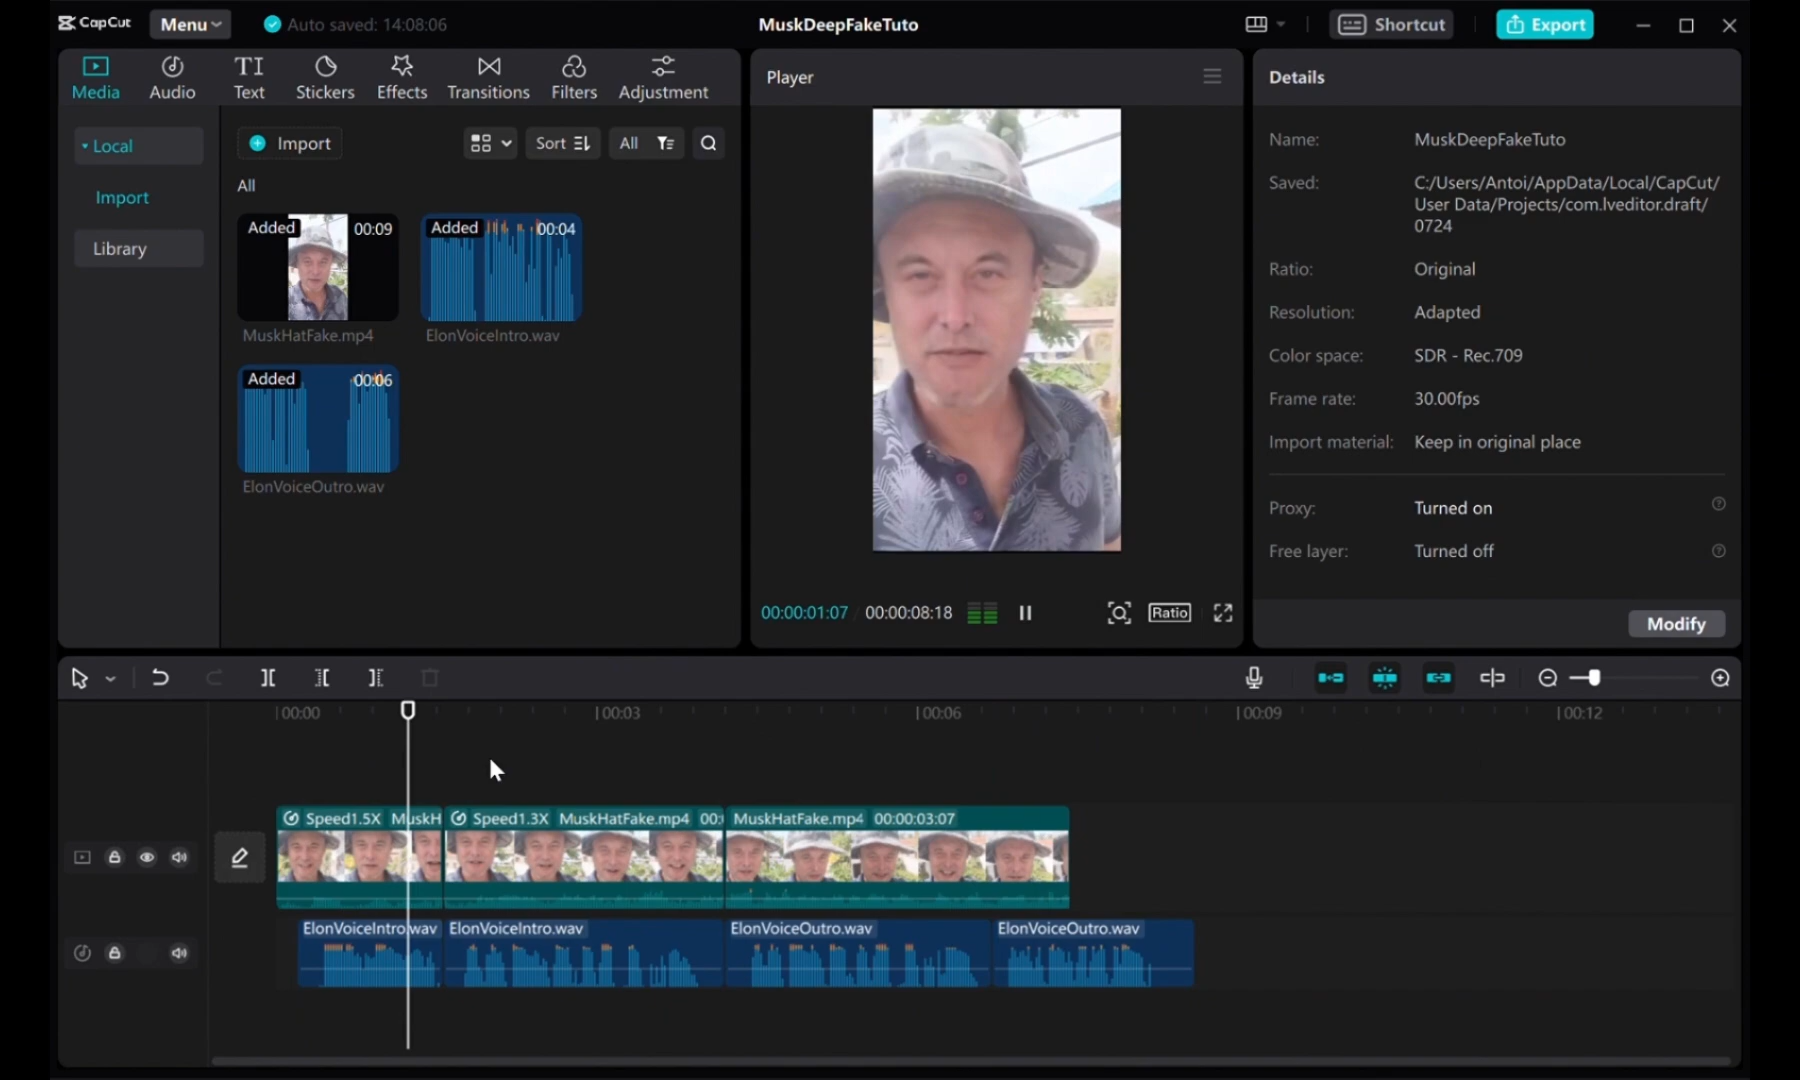 CapCut
Menu
Auto saved: 14:08:06
MuskDeepFakeTuto
Shortcut
Export
Media
Audio
TI
Text
Stickers
Effects
Transitions
Filters
Adjustment
Player
Details
Local
Import
Library
Import
Sort
All
All
Added
00:09
MuskHatFake.mp4
Added
00:04
ElonVoiceIntro.wav
Added
00:06
ElonVoiceOutro.wav
00:00:01:07
00:00:08:18
Ratio
Name: MuskDeepFakeTuto
Saved: C:/Users/Antoi/AppData/Local/CapCut/
User Data/Projects/com.lveditor.draft/
0724
Ratio: Original
Resolution: Adapted
Color space: SDR - Rec.709
Frame rate: 30.00fps
Import material: Keep in original place
Proxy: Turned on
Free layer: Turned off
Modify
00:00
00:03
00:06
00:09
00:12
Speed1.5X MuskH
Speed1.3X MuskHatFake.mp4 00:
MuskHatFake.mp4 00:00:03:07
ElonVoiceIntro.wav
ElonVoiceIntro.wav
ElonVoiceOutro.wav
ElonVoiceOutro.wav